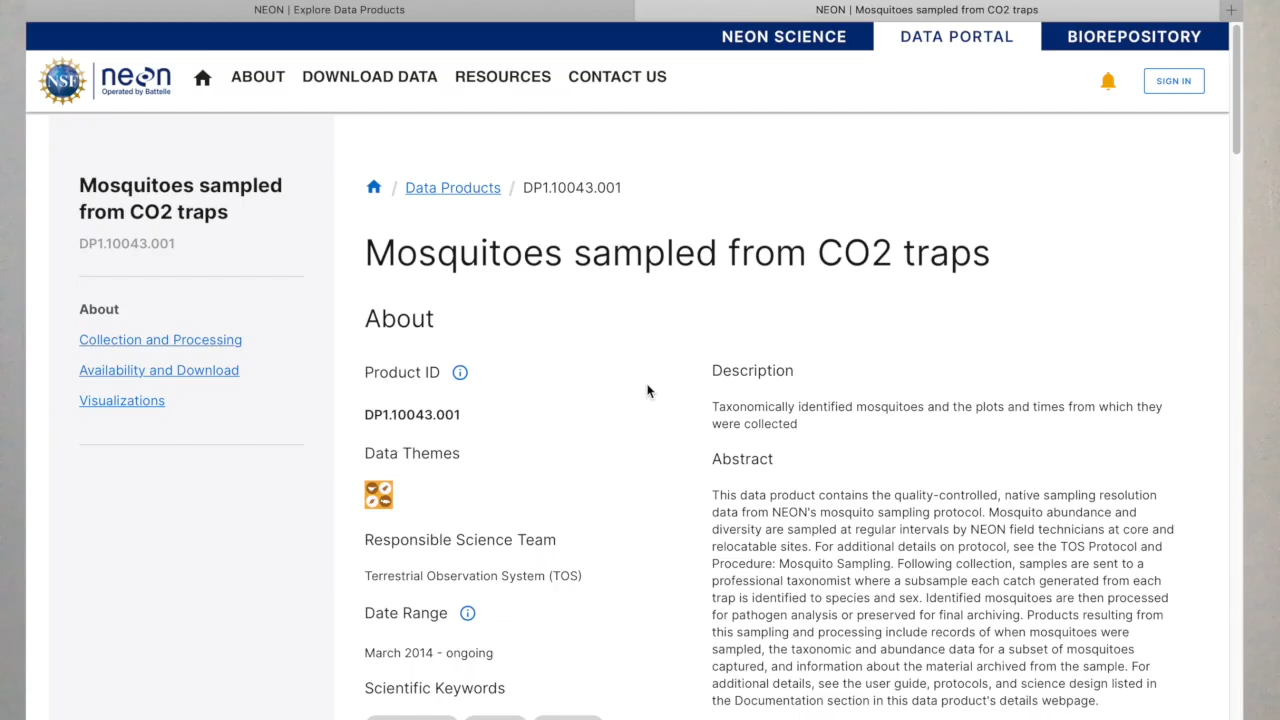 NEON | Explore Data Products
NEON | Mosquitoes sampled from CO2 traps
NEON SCIENCE
DATA PORTAL
BIOREPOSITORY
NSF
neon
Operated by Battelle
ABOUT
DOWNLOAD DATA
RESOURCES
CONTACT US
SIGN IN
Mosquitoes sampled
from CO2 traps
DP1.10043.001
About
Collection and Processing
Availability and Download
Visualizations
/ Data Products / DP1.10043.001
Mosquitoes sampled from CO2 traps
About
Product ID
DP1.10043.001
Data Themes
Responsible Science Team
Terrestrial Observation System (TOS)
Date Range
March 2014 - ongoing
Scientific Keywords
Description
Taxonomically identified mosquitoes and the plots and times from which they
were collected
Abstract
This data product contains the quality-controlled, native sampling resolution
data from NEON's mosquito sampling protocol. Mosquito abundance and
diversity are sampled at regular intervals by NEON field technicians at core and
relocatable sites. For additional details on protocol, see the TOS Protocol and
Procedure: Mosquito Sampling. Following collection, samples are sent to a
professional taxonomist where a subsample each catch generated from each
trap is identified to species and sex. Identified mosquitoes are then processed
for pathogen analysis or preserved for final archiving. Products resulting from
this sampling and processing include records of when mosquitoes were
sampled, the taxonomic and abundance data for a subset of mosquitoes
captured, and information about the material archived from the sample. For
additional details, see the user guide, protocols, and science design listed in
the Documentation section in this data product's details webpage.